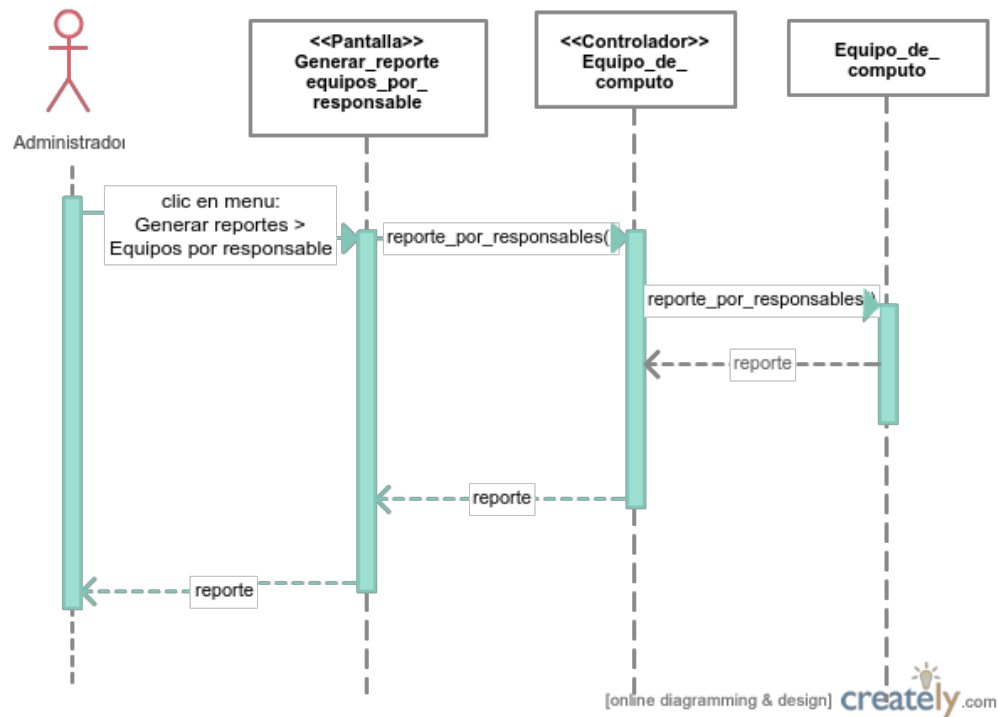 <<Pantalla>>
Generar_reporte
equipos_por_
responsable
<<Controlador>>
Equipo_de_
computo
Equipo_de_
computo
Administrador
clic en menu:
Generar reportes >
Equipos por responsable
reporte_por_responsables(
reporte_por_responsables()
reporte
reporte
reporte
[online diagramming & design] creately.com